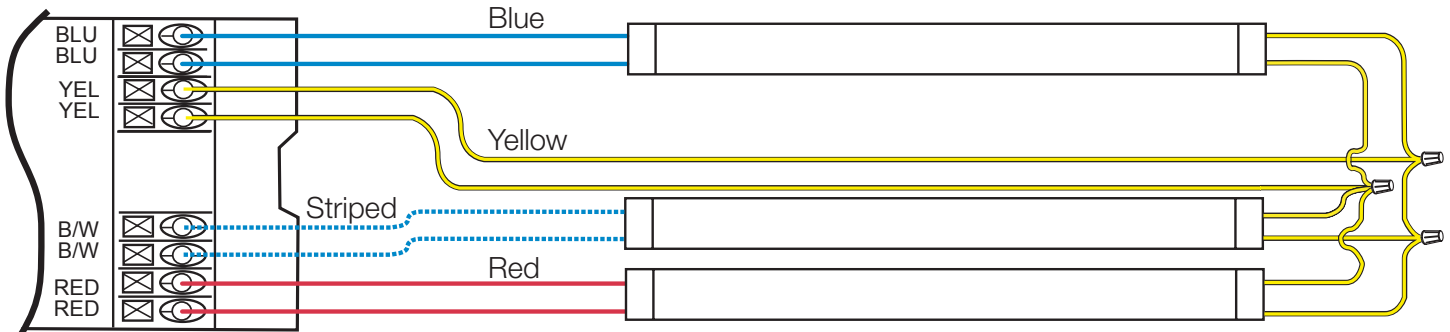 Blue
BLU
BLU
YEL
YEL
Yellow
Striped
B/W
B/W
Red
RED
RED